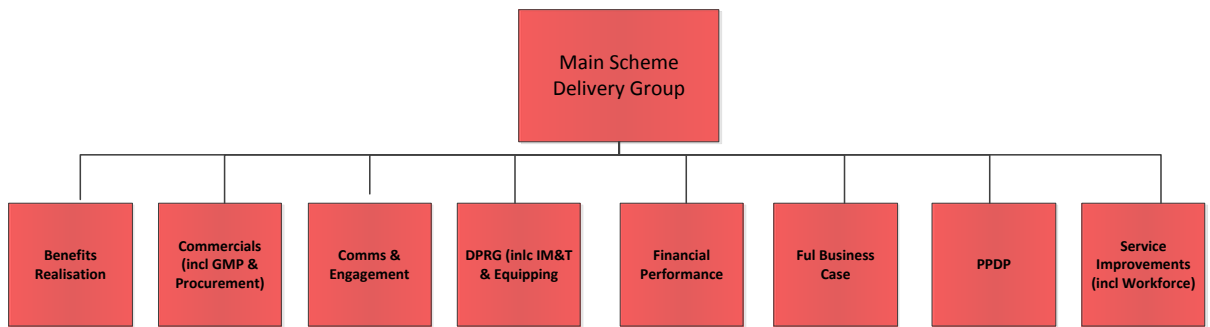 Main Scheme
Delivery Group
Benefits
Realisation
Commercials
(incl GMP &
Procurement)
Comms &
Engagement
DPRG (inlc IM&T
& Equipping
Financial
Performance
Ful Business
Case
PPDP
Service
Improvements
(incl Workforce)